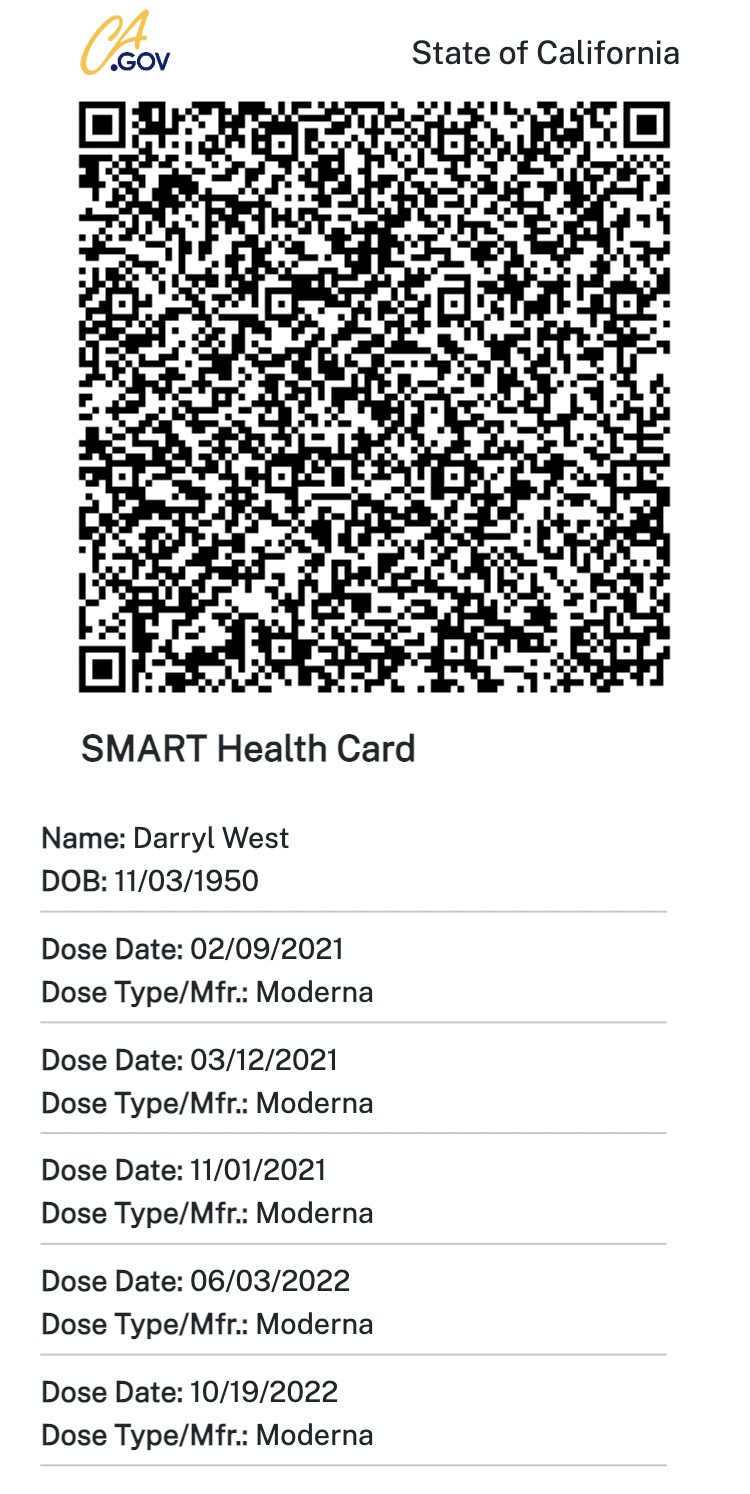 CA
.GOV
State of California
SMART Health Card
Name: Darryl West
DOB: 11/03/1950
Dose Date: 02/09/2021
Dose Type/Mfr.: Moderna
Dose Date: 03/12/2021
Dose Type/Mfr.: Moderna
Dose Date: 11/01/2021
Dose Type/Mfr.: Moderna
Dose Date: 06/03/2022
Dose Type/Mfr.: Moderna
Dose Date: 10/19/2022
Dose Type/Mfr.: Moderna